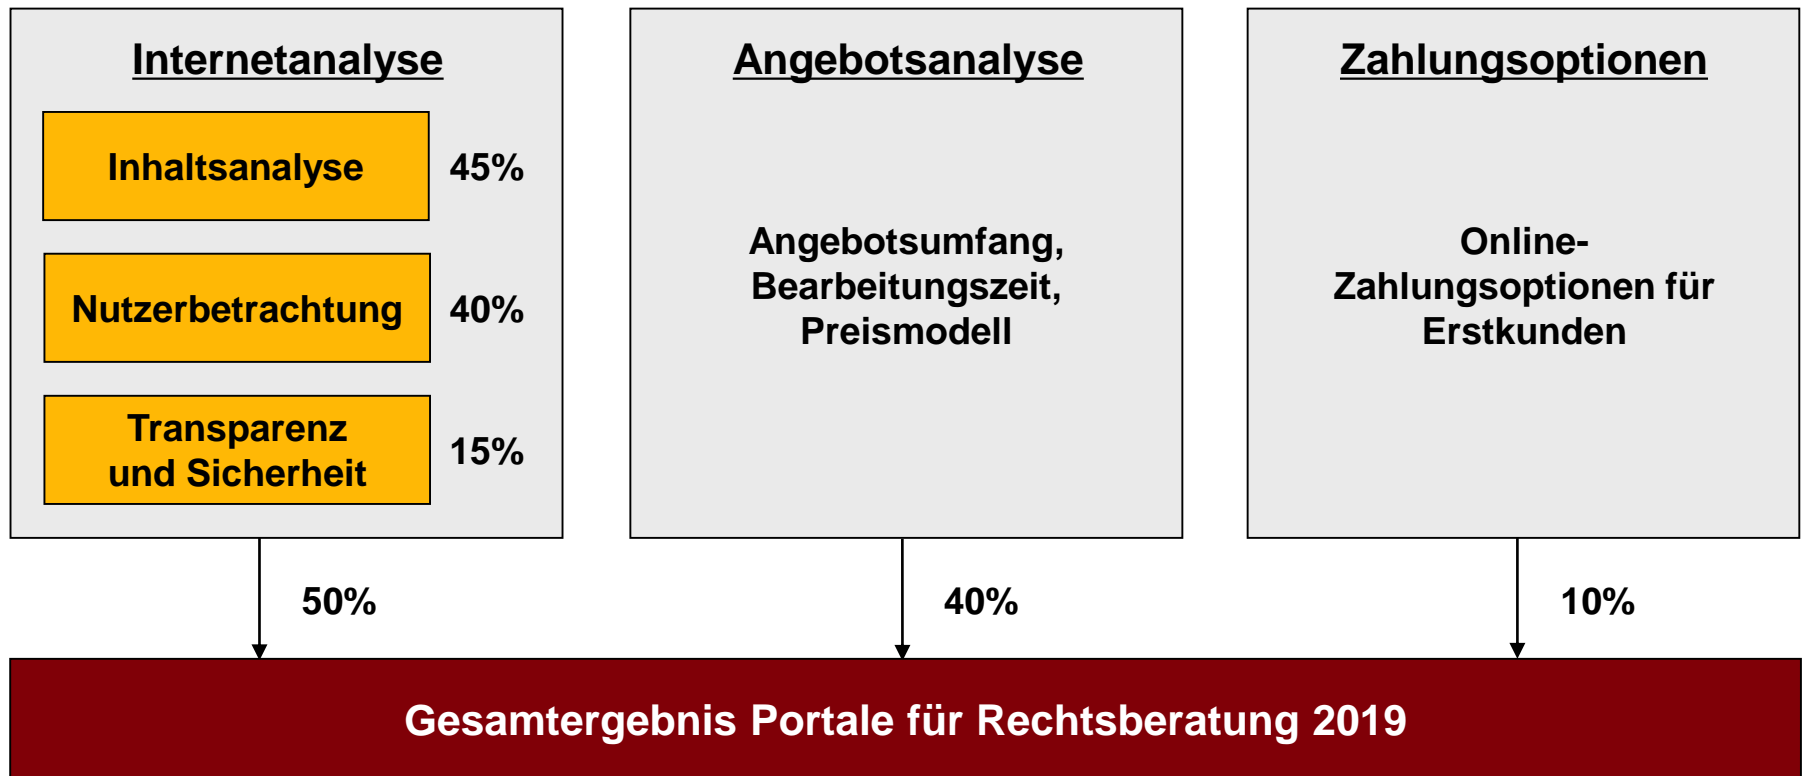 Internetanalyse
Inhaltsanalyse
45%
Nutzerbetrachtung
40%
Transparenz
und Sicherheit
15%
50%
Angebotsanalyse
Angebotsumfang,
Bearbeitungszeit,
Preismodell
40%
Zahlungsoptionen
Online-
Zahlungsoptionen für
Erstkunden
10%
Gesamtergebnis Portale für Rechtsberatung 2019